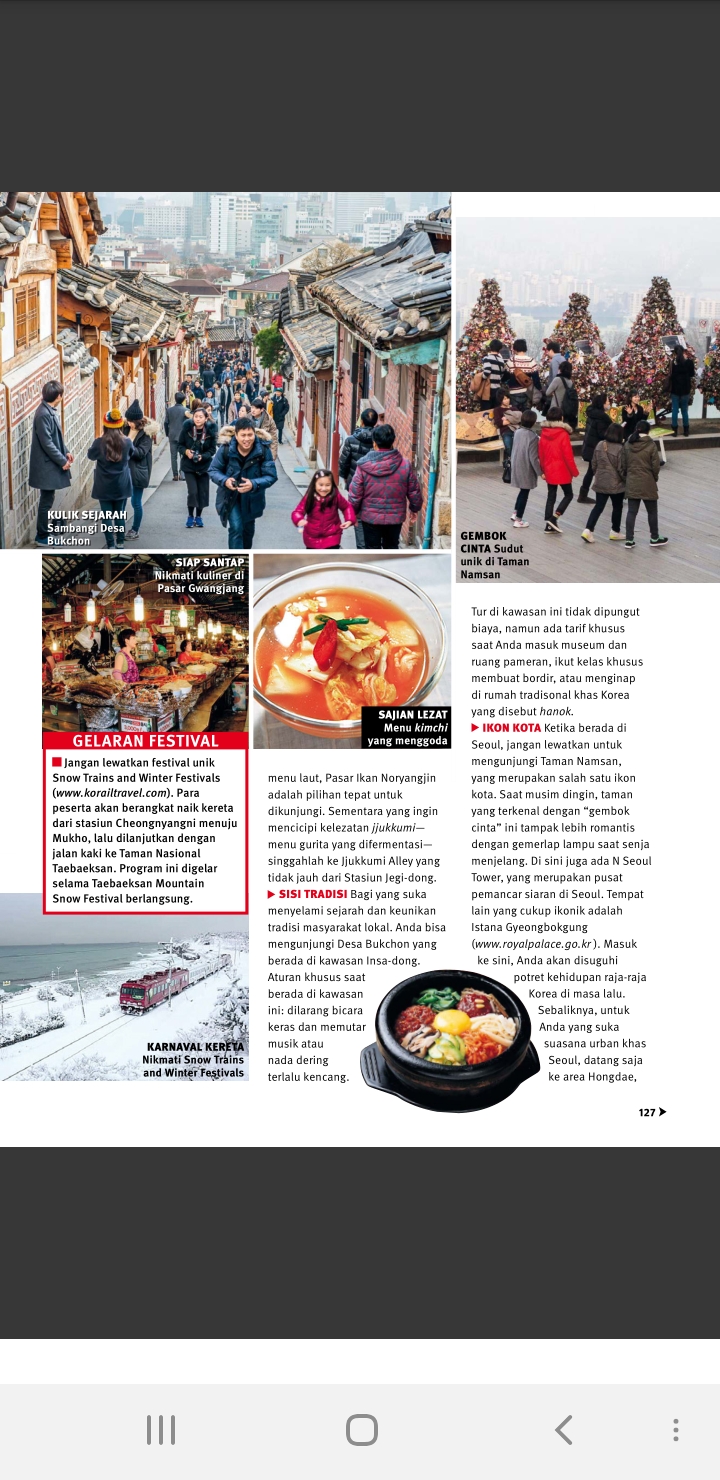 KULIK SEJARAH
Sambangi Desa
Bukchon
GEMBOK
CINTA Sudut
unik di Taman
Namsan
SIAP SANTAP
Nikmati kuliner di
Pasar Gwangjang
SAJIAN LEZAT
Menu kimchi
yang menggoda
GELARAN FESTIVAL
Jangan lewatkan festival unik
Snow Trains and Winter Festivals
(www.korailtravel.com). Para
peserta akan berangkat naik kereta
dari stasiun Cheongnyangni menuju
Mukho, lalu dilanjutkan dengan
jalan kaki ke Taman Nasional
Taebaeksan. Program ini digelar
selama Taebaeksan Mountain
Snow Festival berlangsung.
KARNAVAL KERETA
Nikmati Snow Trains
and Winter Festivals
menu laut, Pasar Ikan Noryangjin
adalah pilihan tepat untuk
dikunjungi. Sementara yang ingin
mencicipi kelezatan jjukkumi—
menu gurita yang difermentasi—
singgahlah ke Jjukkumi Alley yang
tidak jauh dari Stasiun Jegi-dong.
▶ SISI TRADISI Bagi yang suka
menyelami sejarah dan keunikan
tradisi masyarakat lokal. Anda bisa
mengunjungi Desa Bukchon yang
berada di kawasan Insa-dong.
Aturan khusus saat
berada di kawasan
ini: dilarang bicara
keras dan memutar
musik atau
nada dering
terlalu kencang.
Tur di kawasan ini tidak dipungut
biaya, namun ada tarif khusus
saat Anda masuk museum dan
ruang pameran, ikut kelas khusus
membuat bordir, atau menginap
di rumah tradisonal khas Korea
yang disebut hanok.
▶ IKON KOTA Ketika berada di
Seoul, jangan lewatkan untuk
mengunjungi Taman Namsan,
yang merupakan salah satu ikon
kota. Saat musim dingin, taman
yang terkenal dengan “gembok
cinta” ini tampak lebih romantis
dengan gemerlap lampu saat senja
menjelang. Di sini juga ada N Seoul
Tower, yang merupakan pusat
pemancar siaran di Seoul. Tempat
lain yang cukup ikonik adalah
Istana Gyeongbokgung
(www.royalpalace.go.kr ). Masuk
ke sini, Anda akan disuguhi
potret kehidupan raja-raja
Korea di masa lalu.
Sebaliknya, untuk
Anda yang suka
suasana urban khas
Seoul, datang saja
ke area Hongdae,
127 ➤